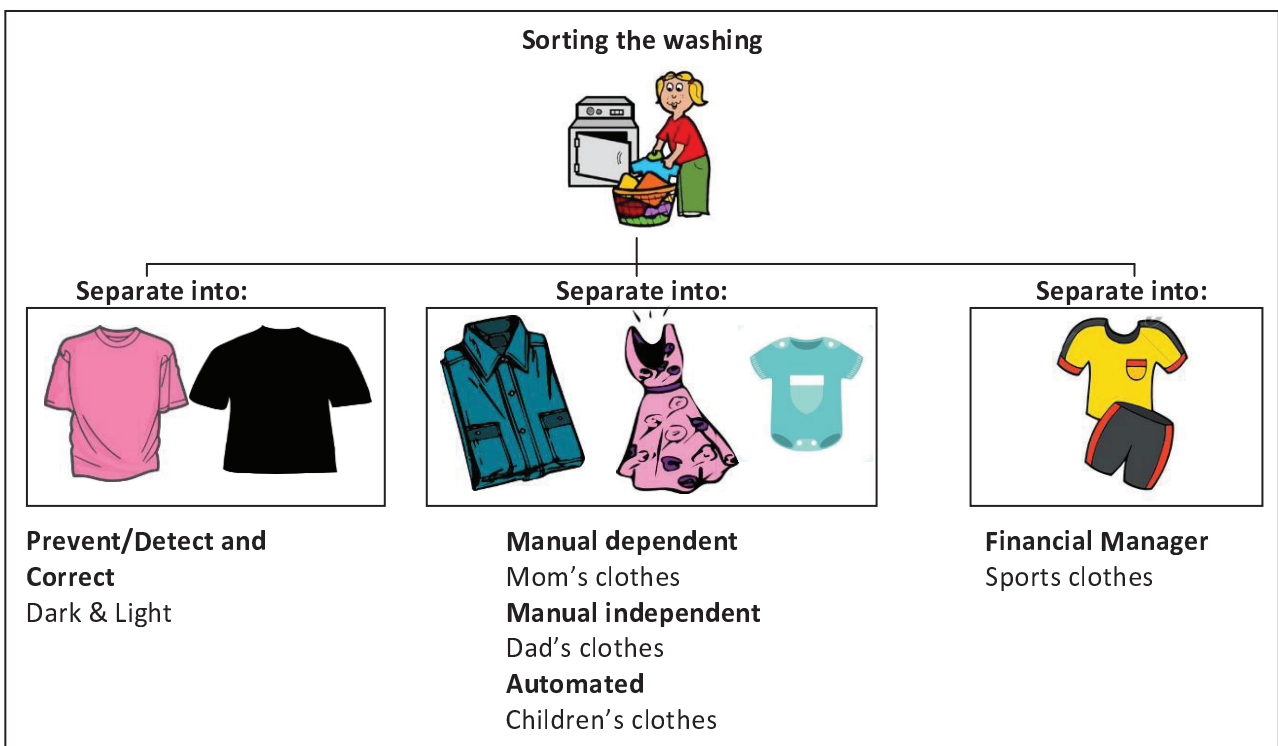 Sorting the washing
Separate into:
Separate into:
Separate into:
Prevent/Detect and
Correct
Dark & Light
Manual dependent
Mom’s clothes
Manual independent
Dad’s clothes
Automated
Children’s clothes
Financial Manager
Sports clothes